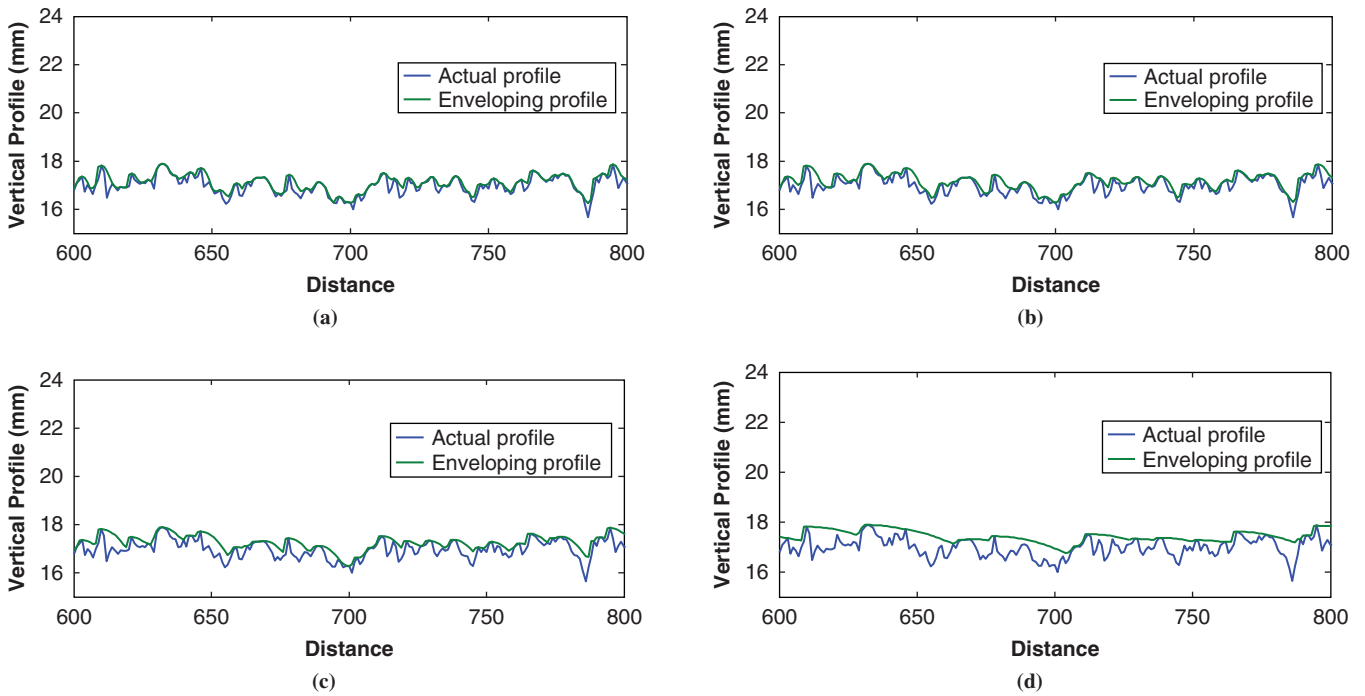 24
22
20
18
16
Vertical Profile (mm)
Actual profile
Enveloping profile
600
650
700
750
800
Distance
(a)
24
22
20
18
16
Vertical Profile (mm)
Actual profile
Enveloping profile
600
650
700
750
800
Distance
(b)
24
22
20
18
16
Vertical Profile (mm)
Actual profile
Enveloping profile
600
650
700
750
800
Distance
(c)
24
22
20
18
16
Vertical Profile (mm)
Actual profile
Enveloping profile
600
650
700
750
800
Distance
(d)